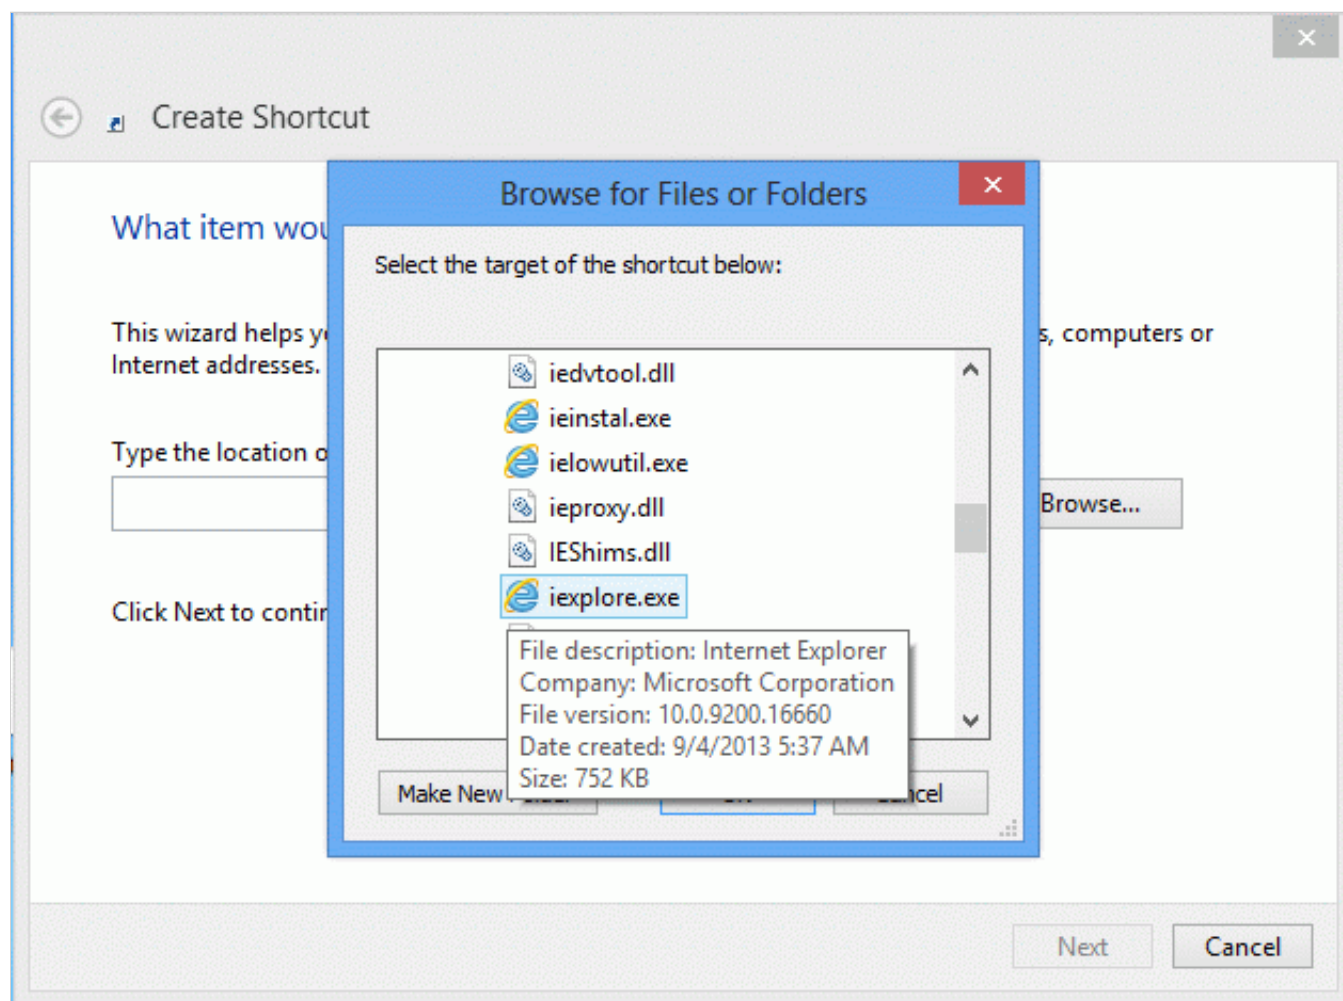 Create Shortcut
Browse for Files or Folders
What item wou
Select the target of the shortcut below:
This wizard helps y
s, computers or
Internet addresses.
iedvtool.dll
ieinstal.exe
Type the location o
ielowutil.exe
ieproxy.dll
Browse...
IEShims.dll
iexplore.exe
Click Next to contin
File description: Internet Explorer
Company: Microsoft Corporation
File version: 10.0.9200.16660
Date created: 9/4/2013 5:37 AM
Size: 752 KB
Make New
Next
Cancel